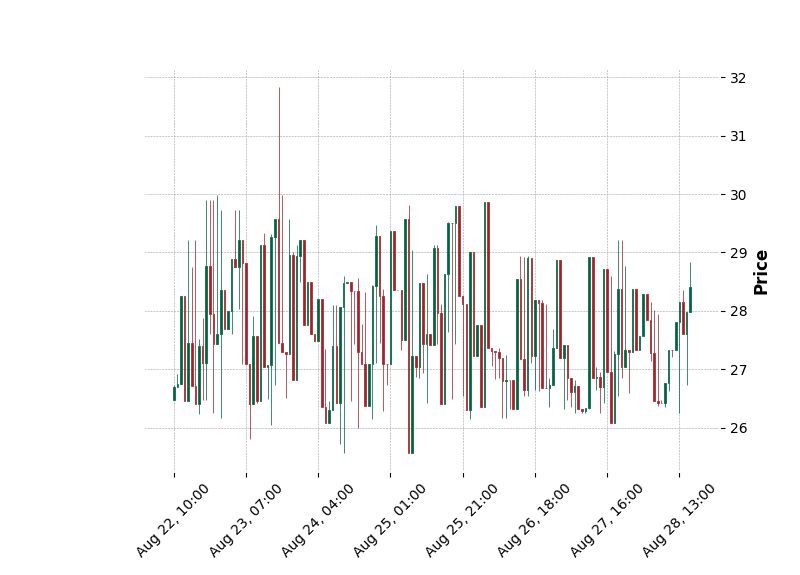 32
31
30
29
28
27
26
Price
Aug 22, 10:00
Aug 23, 07:00
Aug 24, 04:00
Aug 25, 01:00
Aug 25, 21:00
Aug 26, 18:00
Aug 27, 16:00
Aug 28, 13:00